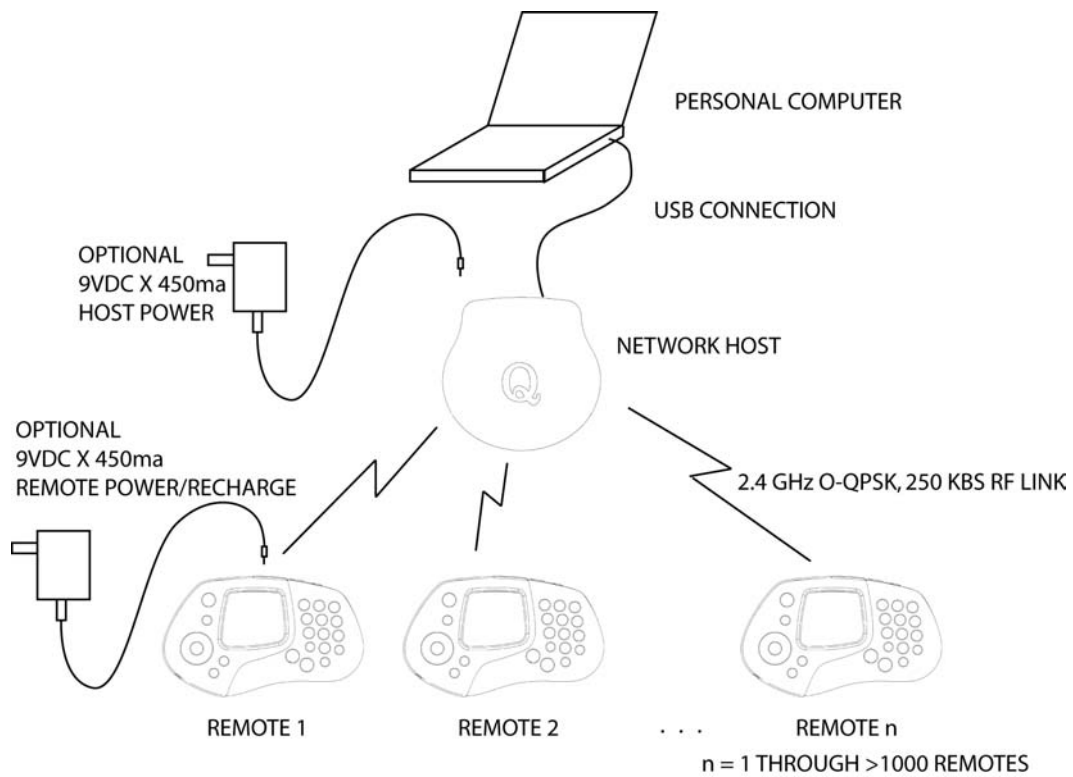 PERSONAL COMPUTER
USB CONNECTION
OPTIONAL
9VDC X 450ma
HOST POWER
NETWORK HOST
Q
OPTIONAL
9VDC X 450ma
REMOTE POWER/RECHARGE
2.4 GHz O-QPSK, 250 KBS RF LINK
REMOTE 1
REMOTE 2
. . .
REMOTE n
n = 1 THROUGH >1000 REMOTES